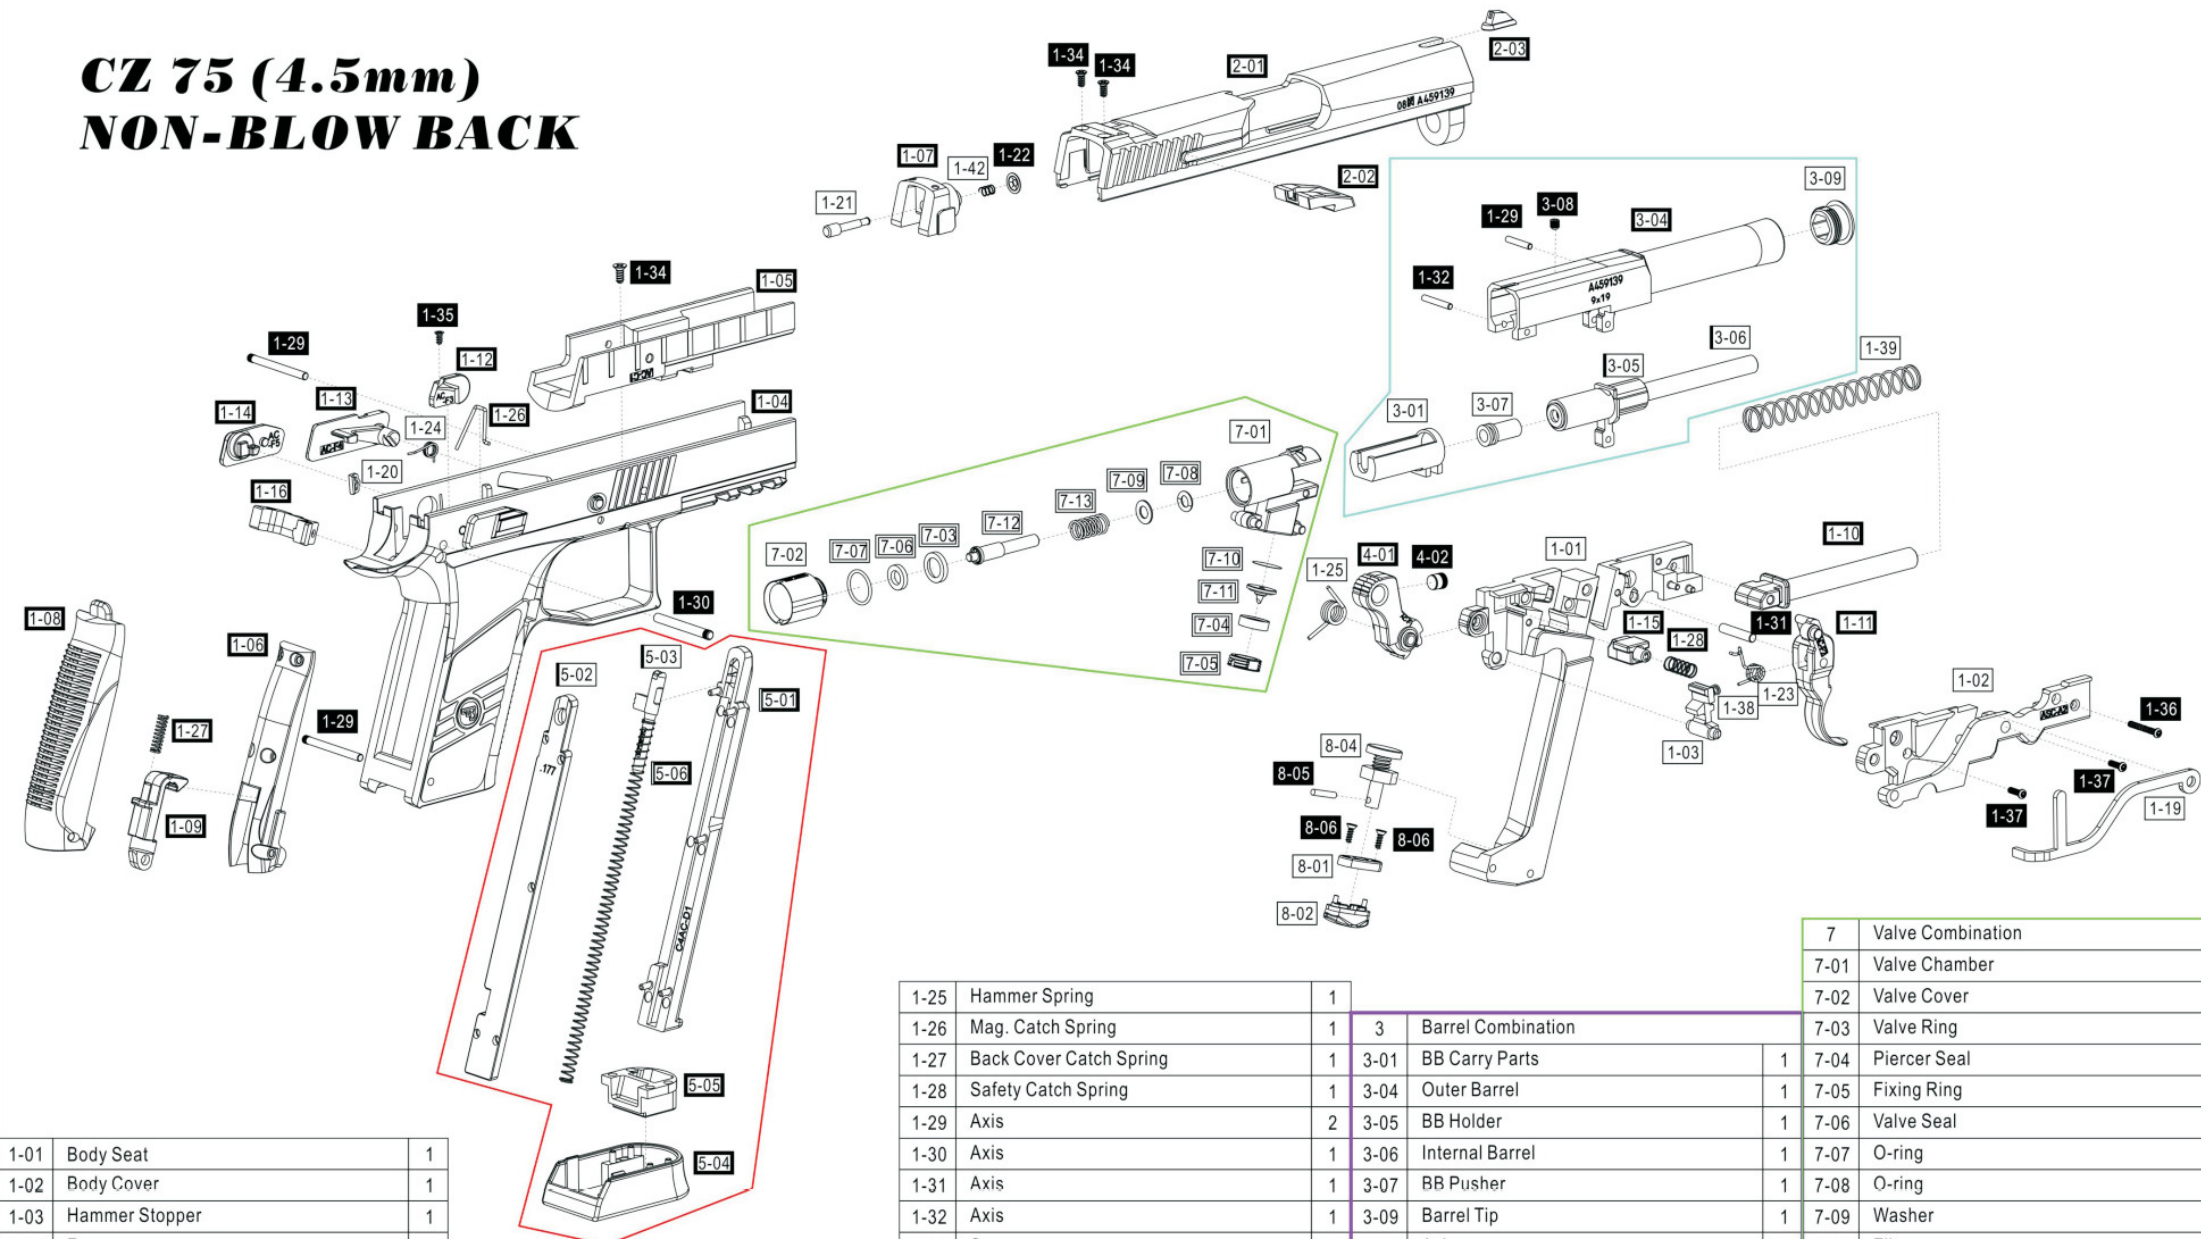 CZ 75 (4.5mm)
NON-BLOW BACK
1-34
1-34
2-01
2-03
08 A459139
1-07
1-42
1-22
2-02
1-21
3-09
1-29
3-08
3-04
1-32
A459139
9x19
1-34
1-05
1-35
1-29
1-12
3-06
1-39
3-05
1-13
1-14
1-26
1-04
1-24
3-01
3-07
AC
-F3
AC
F5
1-20
7-01
7-08
7-09
7-13
1-16
7-12
7-03
7-06
7-07
7-02
7-10
7-11
7-04
7-05
1-25
4-01
4-02
1-01
1-10
1-30
1-08
1-06
1-15
1-28
1-31
1-11
5-02
5-03
5-01
1-38
1-23
1-02
1-36
1-27
1-29
1-03
ASC-A2
.177
5-06
8-04
8-05
1-37
1-19
1-37
1-09
8-06
8-06
8-01
8-02
C4AC-D1
5-05
5-04
1-01 Body Seat 1
1-02 Body Cover 1
1-03 Hammer Stopper 1
1-25 Hammer Spring 1
1-26 Mag. Catch Spring 1
1-27 Back Cover Catch Spring 1
1-28 Safety Catch Spring 1
1-29 Axis 2
1-30 Axis 1
1-31 Axis 1
1-32 Axis 1
3 Barrel Combination
3-01 BB Carry Parts 1
3-04 Outer Barrel 1
3-05 BB Holder 1
3-06 Internal Barrel 1
3-07 BB Pusher 1
3-09 Barrel Tip 1
7 Valve Combination
7-01 Valve Chamber
7-02 Valve Cover
7-03 Valve Ring
7-04 Piercer Seal
7-05 Fixing Ring
7-06 Valve Seal
7-07 O-ring
7-08 O-ring
7-09 Washer